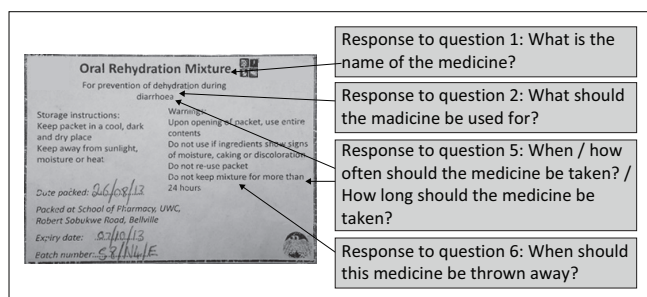 Oral Rehydration Mixture
For prevention of dehydration during
diarrhoea
Storage instructions:
Keep packet in a cool, dark
and dry place
Keep away from sunlight,
moisture or heat
Warnings:
Upon opening of packet, use entire
contents
Do not use if ingredients show signs
of moisture, caking or discoloration
Do not re-use packet
Do not keep mixture for more than
24 hours
Date packed: 26/08/13
Packed at School of Pharmacy, UWC,
Robert Sobukwe Road, Bellville
Expiry date: 07/10/13
Batch number:
Response to question 1: What is the
name of the medicine?
Response to question 2: What should
the madicine be used for?
Response to question 5: When / how
often should the medicine be taken? /
How long should the medicine be
taken?
Response to question 6: When should
this medicine be thrown away?